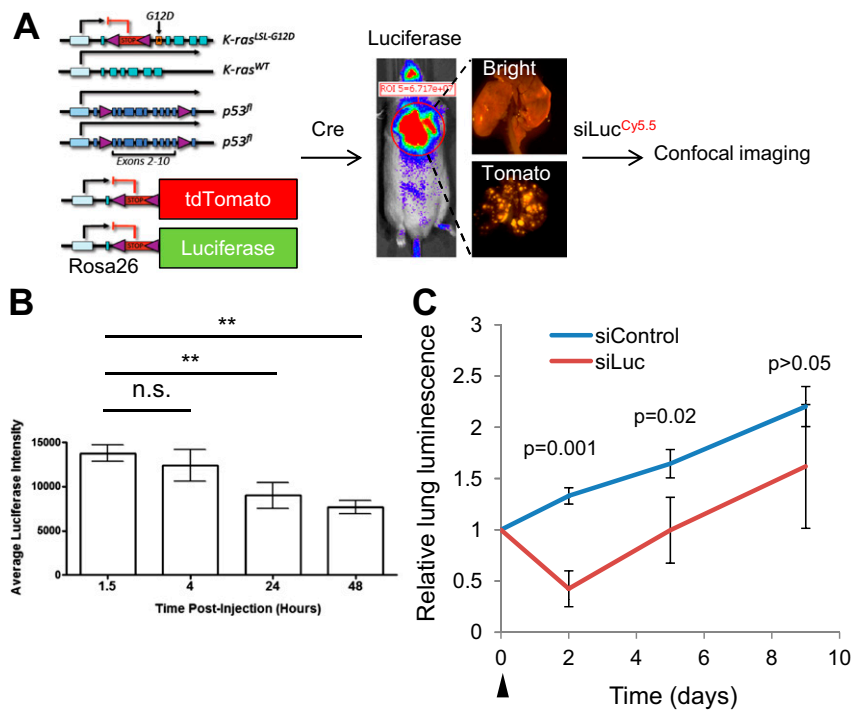 A
G12D
STOP
K-ras^LSL-G12D
K-ras^WT
p53^fl
p53^fl
Exons 2-10
STOP
tdTomato
STOP
Luciferase
Rosa26
Cre
Luciferase
ROI 5=6.717e+07
Bright
Tomato
siLuc^Cy5.5
Confocal imaging
B
**
**
n.s.
Average Luciferase Intensity
15000
10000
5000
0
1.5 4 24 48
Time Post-Injection (Hours)
C
siControl
siLuc
p=0.001
p=0.02
p>0.05
Relative lung luminescence
3
2.5
2
1.5
1
0.5
0
0 2 4 6 8 10
Time (days)